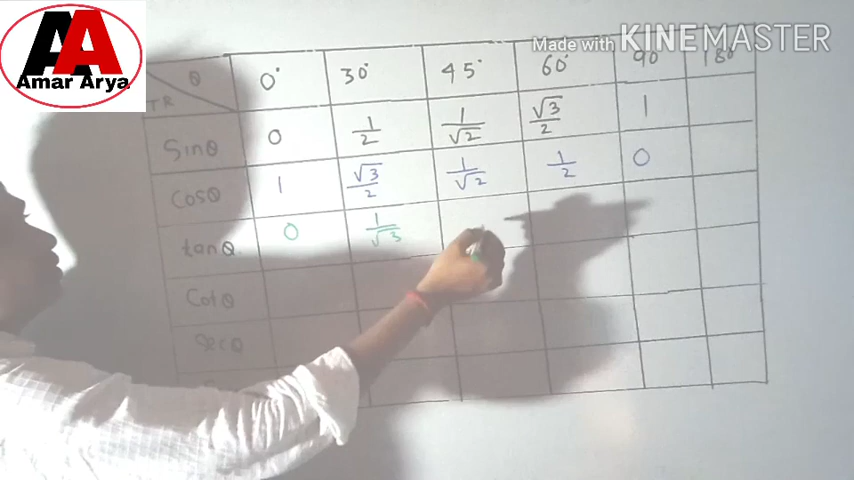 AA
Amar Arya
Made with KINEMASTER
θ 0° 30° 45° 60° 90° 180°
TR
Sinθ 0 1/2 1/√2 √3/2 1
Cosθ 1 √3/2 1/√2 1/2 0
tanθ 0 1/√3
Cotθ
Secθ